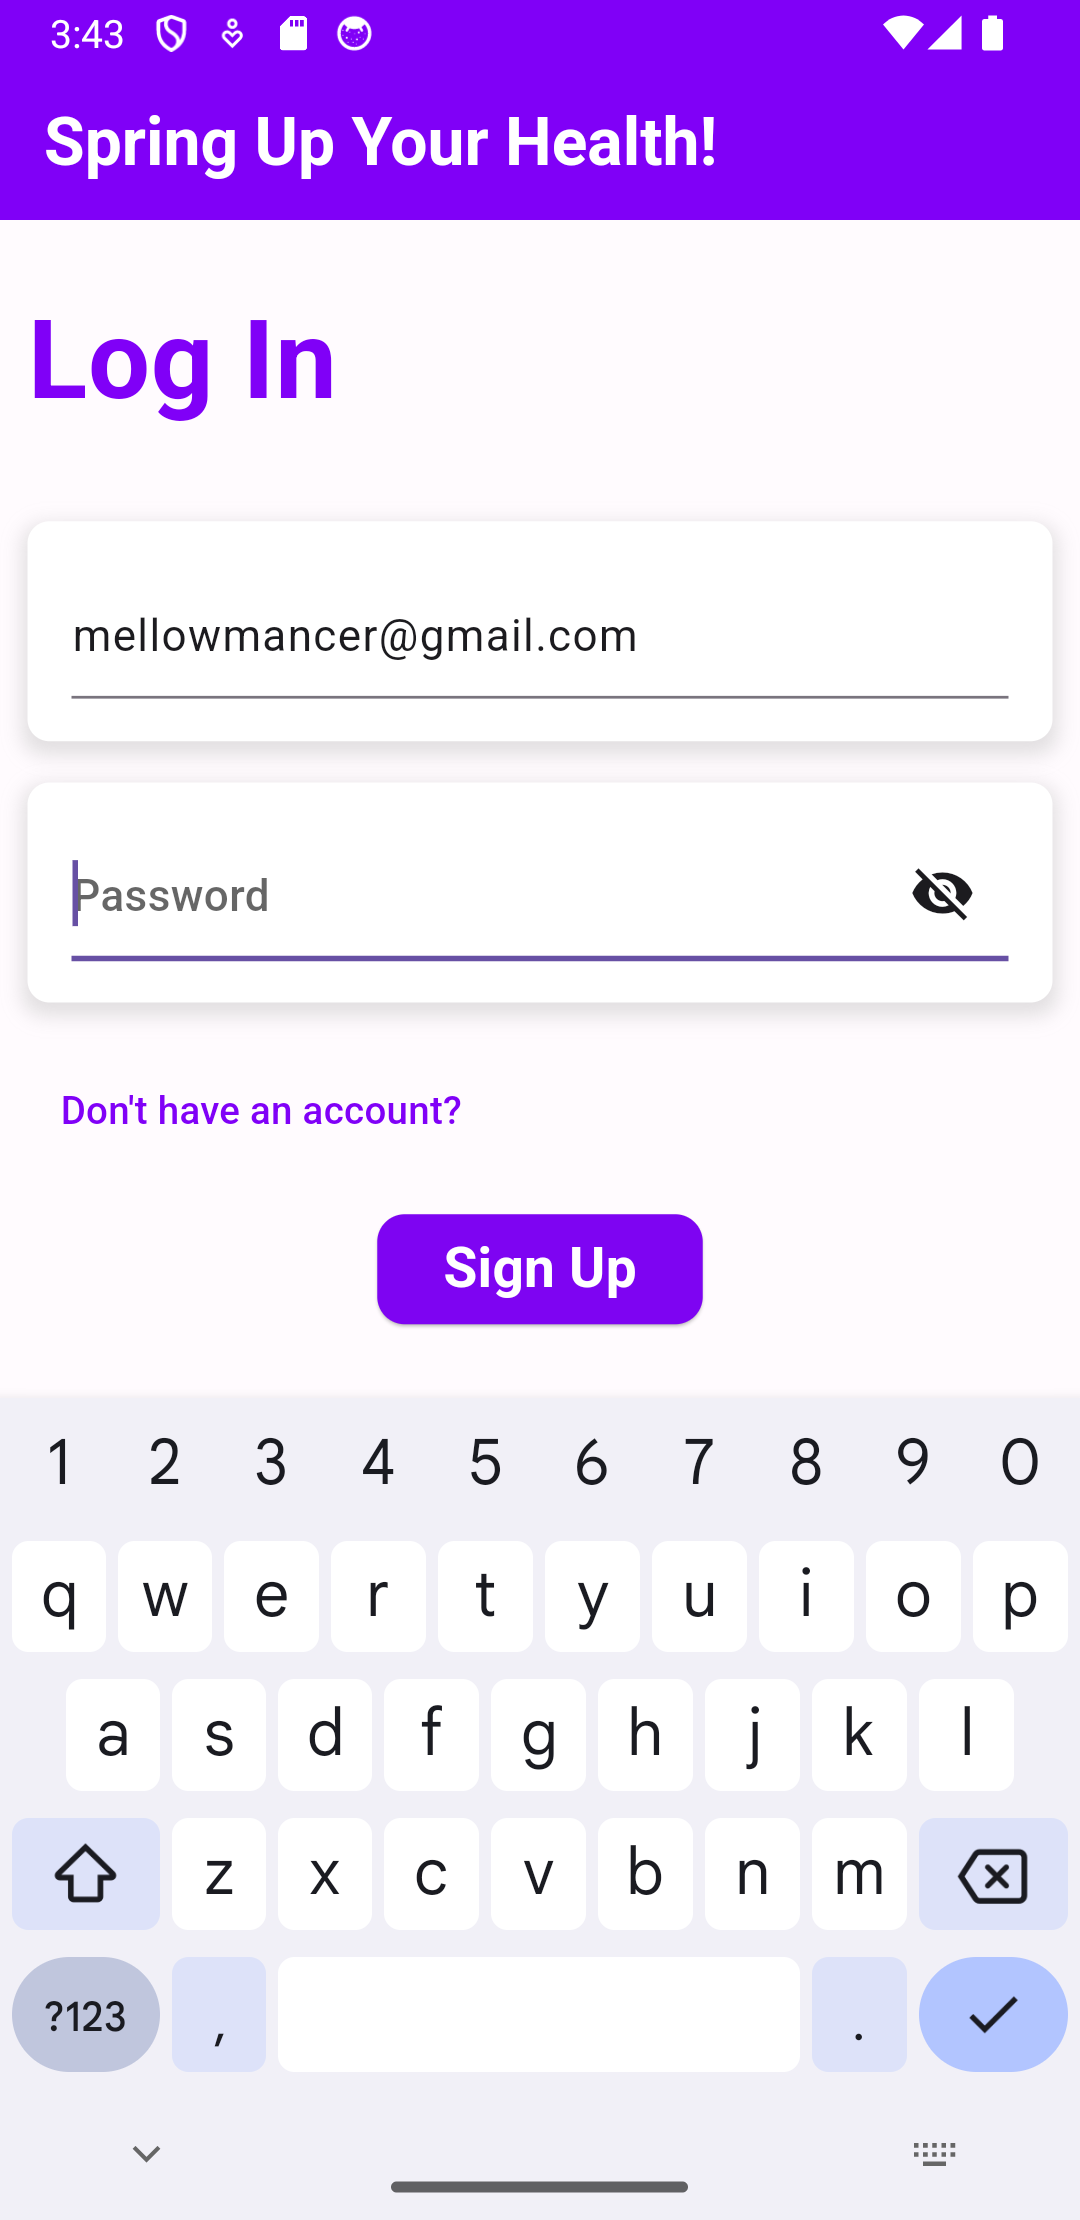 3:43
Spring Up Your Health!
Log In
mellowmancer@gmail.com
Password
Don't have an account?
Sign Up
1 2 3 4 5 6 7 8 9 0
q w e r t y u i o p
a s d f g h j k l
z x c v b n m
?123 , .